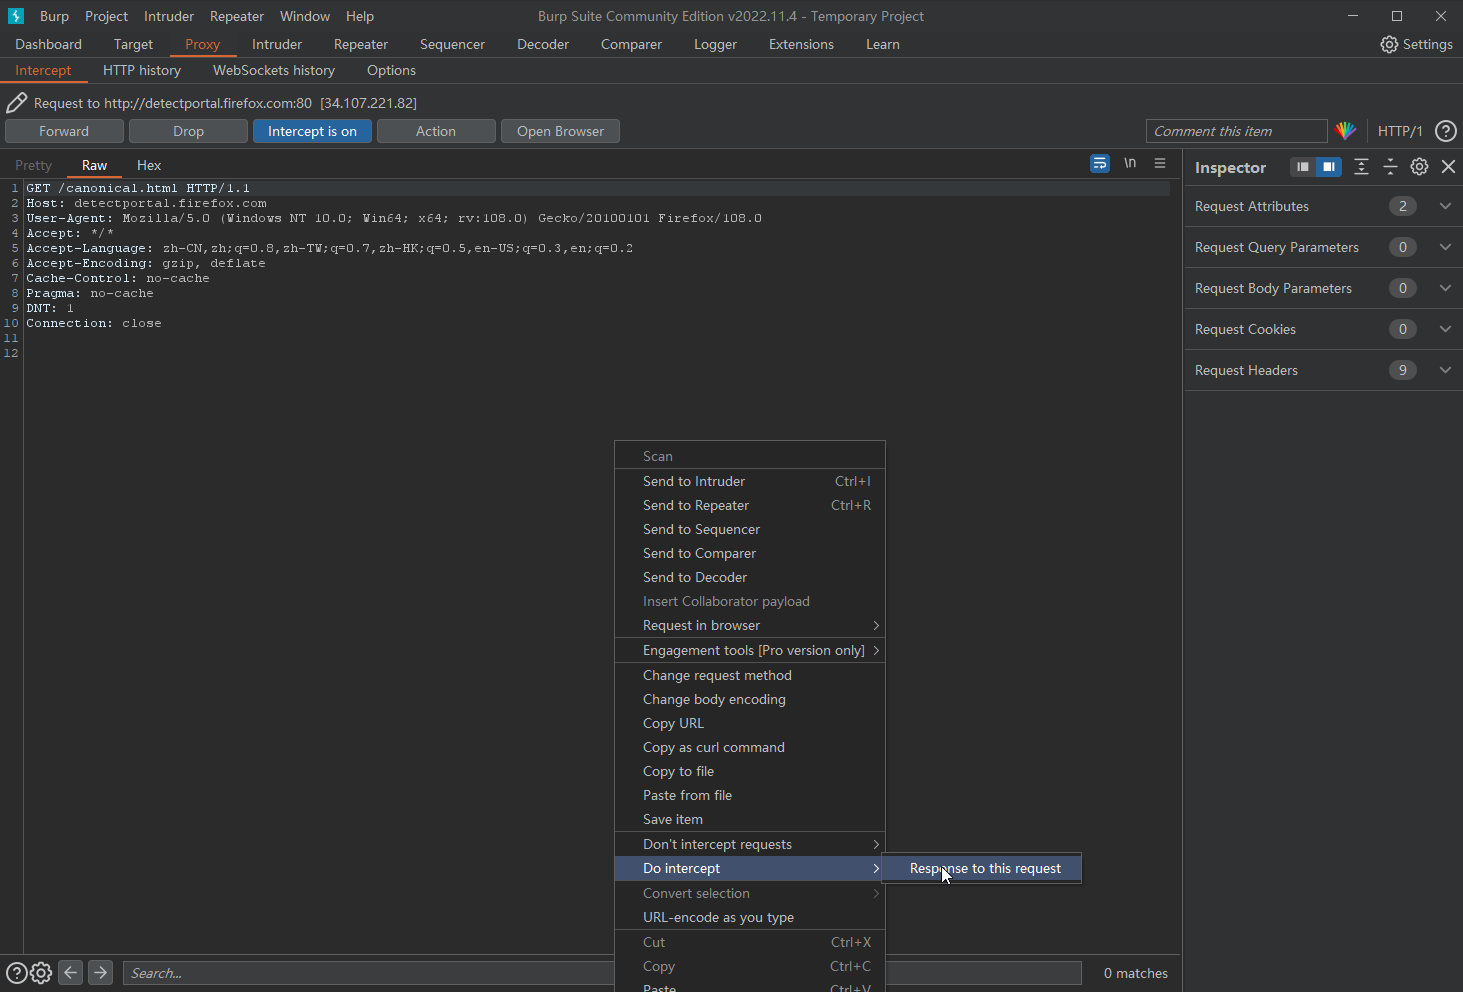 Burp Project Intruder Repeater Window Help Burp Suite Community Edition v2022.11.4 - Temporary Project
Dashboard Target Proxy Intruder Repeater Sequencer Decoder Comparer Logger Extensions Learn Settings
Intercept HTTP history WebSockets history Options
Request to http://detectportal.firefox.com:80 [34.107.221.82]
Forward Drop Intercept is on Action Open Browser Comment this item HTTP/1 ?
Pretty Raw Hex \n Inspector
1 GET /canonical.html HTTP/1.1
2 Host: detectportal.firefox.com
3 User-Agent: Mozilla/5.0 (Windows NT 10.0; Win64; x64; rv:108.0) Gecko/20100101 Firefox/108.0
4 Accept: */*
5 Accept-Language: zh-CN,zh;q=0.8,zh-TW;q=0.7,zh-HK;q=0.5,en-US;q=0.3,en;q=0.2
6 Accept-Encoding: gzip, deflate
7 Cache-Control: no-cache
8 Pragma: no-cache
9 DNT: 1
10 Connection: close
11
12
Request Attributes 2
Request Query Parameters 0
Request Body Parameters 0
Request Cookies 0
Request Headers 9
Scan
Send to Intruder Ctrl+I
Send to Repeater Ctrl+R
Send to Sequencer
Send to Comparer
Send to Decoder
Insert Collaborator payload
Request in browser
Engagement tools [Pro version only]
Change request method
Change body encoding
Copy URL
Copy as curl command
Copy to file
Paste from file
Save item
Don't intercept requests
Do intercept
Response to this request
Convert selection
URL-encode as you type
Cut Ctrl+X
Copy Ctrl+C
Paste Ctrl+V
? Search... 0 matches